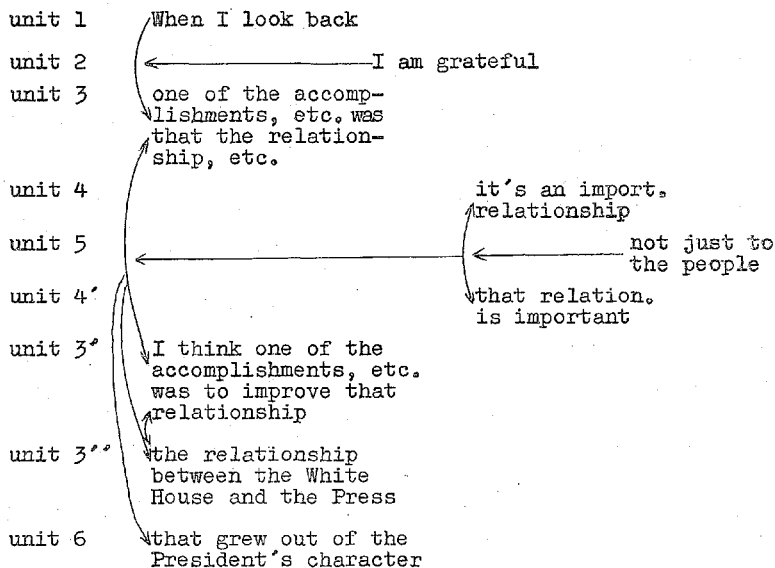 unit 1 When I look back
unit 2 I am grateful
unit 3 one of the accomp-
lishments, etc. was
that the relation-
ship, etc.
unit 4 it's an import.
relationship
unit 5 not just to
the people
unit 4' that relation.
is important
unit 3' I think one of the
accomplishments, etc.
was to improve that
relationship
unit 3'' the relationship
between the White
House and the Press
unit 6 that grew out of the
President's character